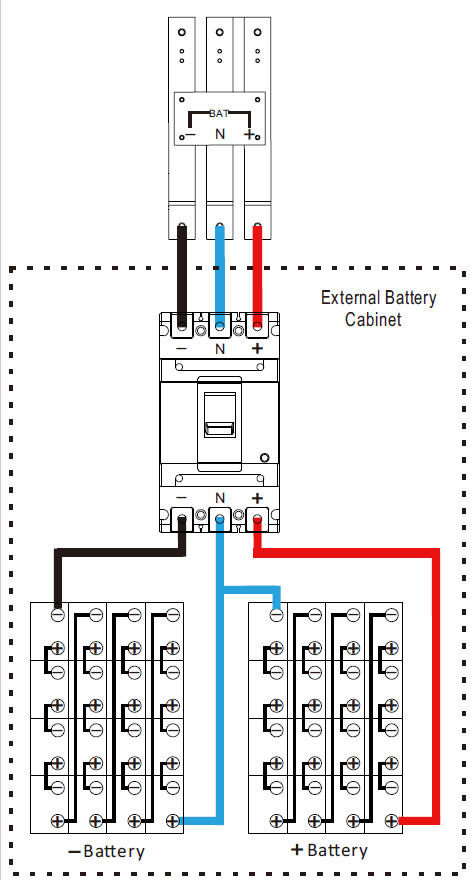 BAT
− N +
External Battery
Cabinet
− N +
− N +
−Battery
+Battery